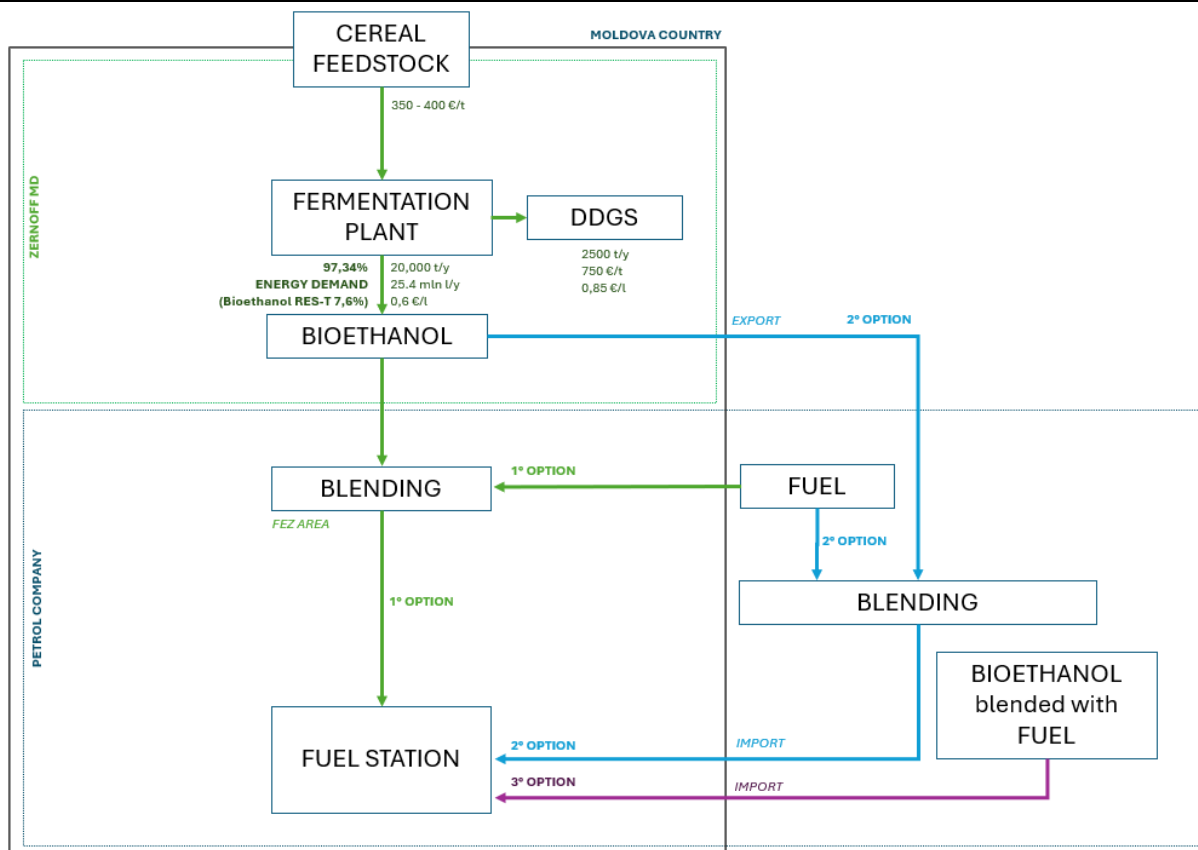 CEREAL
FEEDSTOCK
MOLDOVA COUNTRY
350 - 400 €/t
ZERNOFF MD
FERMENTATION
PLANT
DDGS
2500 t/y
750 €/t
0,85 €/l
97,34%
ENERGY DEMAND
(Bioethanol RES-T 7,6%)
20,000 t/y
25.4 mln l/y
0,6 €/l
BIOETHANOL
EXPORT
2° OPTION
PETROL COMPANY
BLENDING
FEZ AREA
1° OPTION
FUEL
2° OPTION
BLENDING
1° OPTION
BIOETHANOL
blended with
FUEL
FUEL STATION
2° OPTION
IMPORT
3° OPTION
IMPORT